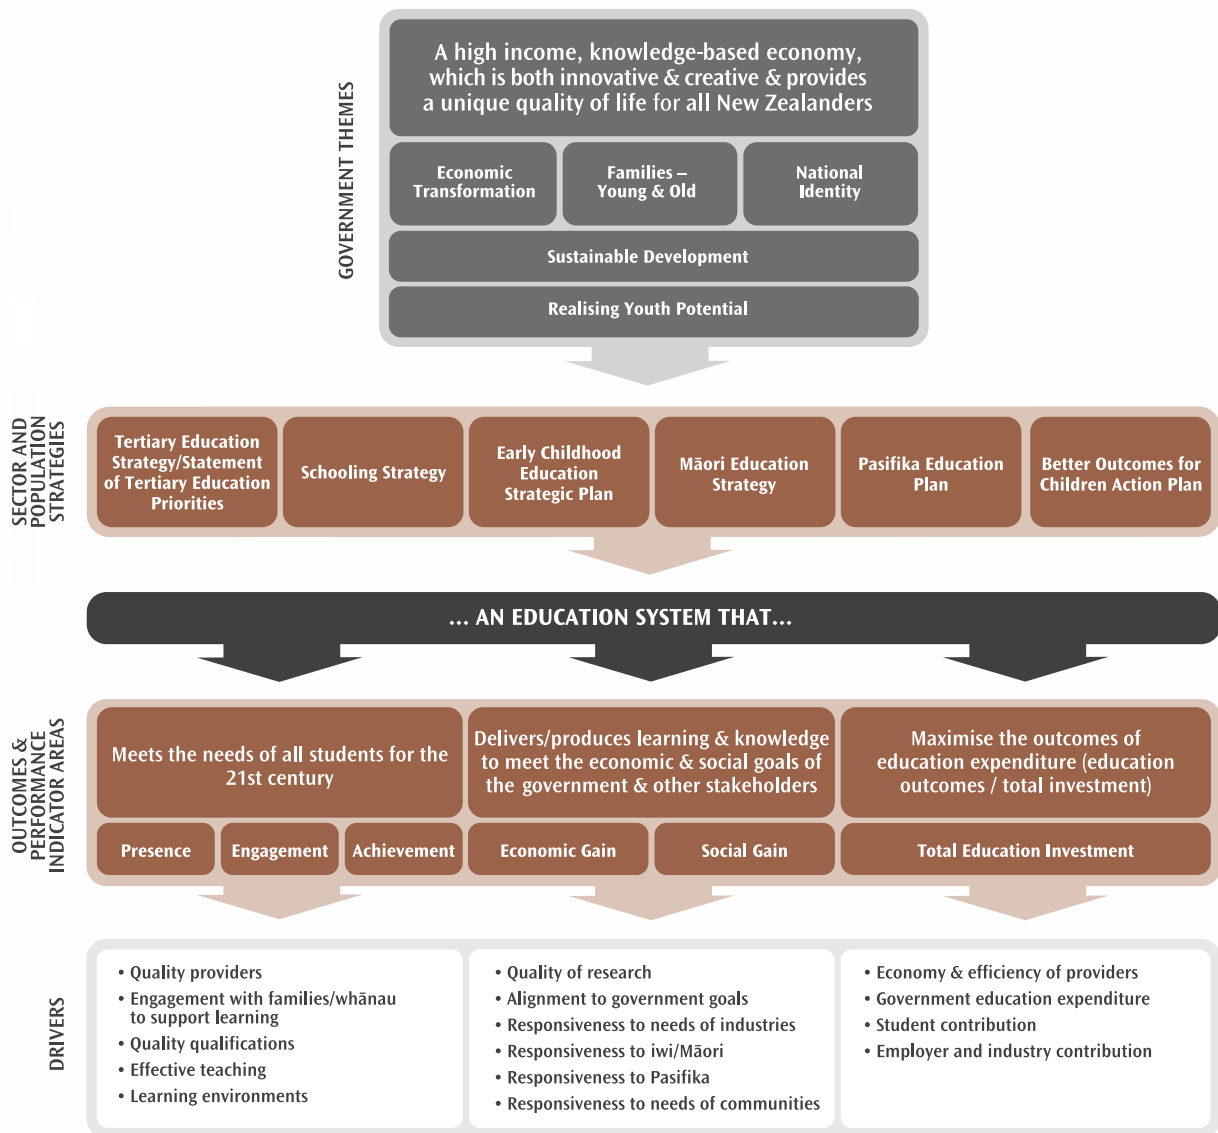 GOVERNMENT THEMES
A high income, knowledge-based economy,
which is both innovative & creative & provides
a unique quality of life for all New Zealanders
Economic
Transformation
Families –
Young & Old
National
Identity
Sustainable Development
Realising Youth Potential
SECTOR AND
POPULATION
STRATEGIES
Tertiary Education
Strategy/Statement
of Tertiary Education
Priorities
Schooling Strategy
Early Childhood
Education
Strategic Plan
Māori Education
Strategy
Pasifika Education
Plan
Better Outcomes for
Children Action Plan
... AN EDUCATION SYSTEM THAT...
OUTCOMES &
PERFORMANCE
INDICATOR AREAS
Meets the needs of all students for the
21st century
Delivers/produces learning & knowledge
to meet the economic & social goals of
the government & other stakeholders
Maximise the outcomes of
education expenditure (education
outcomes / total investment)
Presence
Engagement
Achievement
Economic Gain
Social Gain
Total Education Investment
DRIVERS
• Quality providers
• Engagement with families/whānau
to support learning
• Quality qualifications
• Effective teaching
• Learning environments
• Quality of research
• Alignment to government goals
• Responsiveness to needs of industries
• Responsiveness to iwi/Māori
• Responsiveness to Pasifika
• Responsiveness to needs of communities
• Economy & efficiency of providers
• Government education expenditure
• Student contribution
• Employer and industry contribution